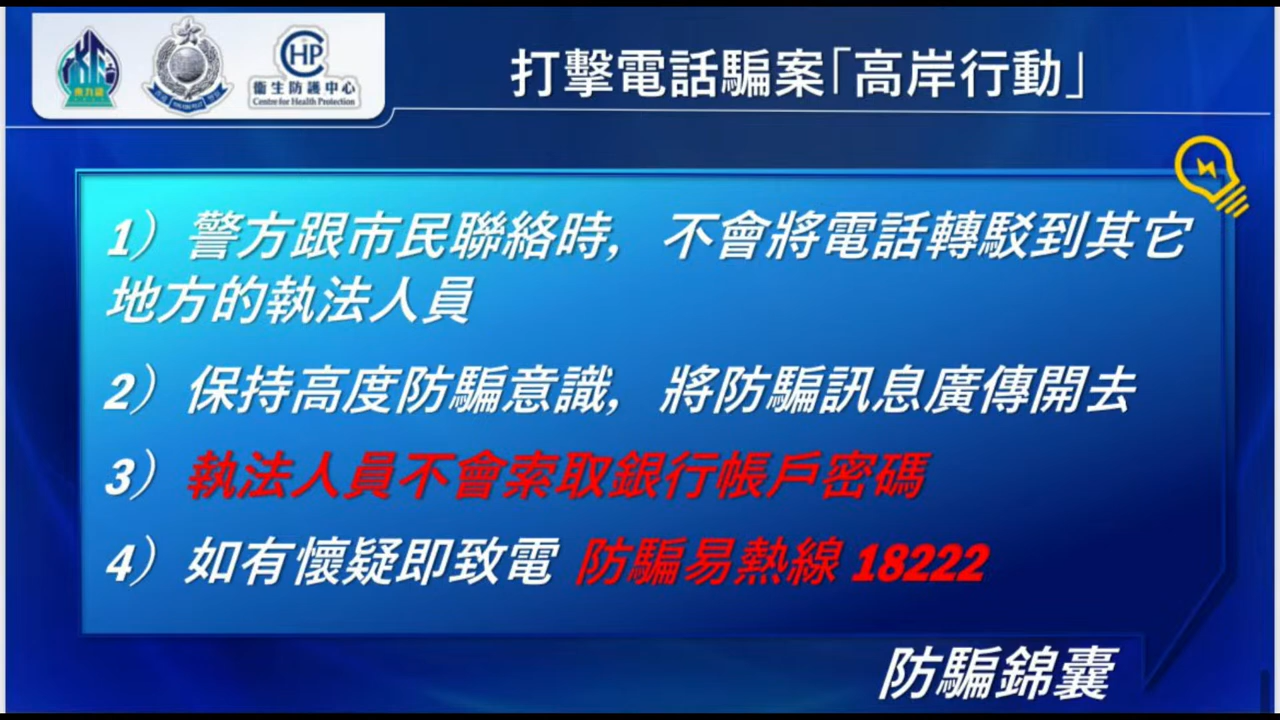 衞生防護中心
Centre for Health Protection
打擊電話騙案「高岸行動」
1）警方跟市民聯絡時，不會將電話轉駁到其它
地方的執法人員
2）保持高度防騙意識，將防騙訊息廣傳開去
3）執法人員不會索取銀行帳戶密碼
4）如有懷疑即致電 防騙易熱線 18222
防騙錦囊